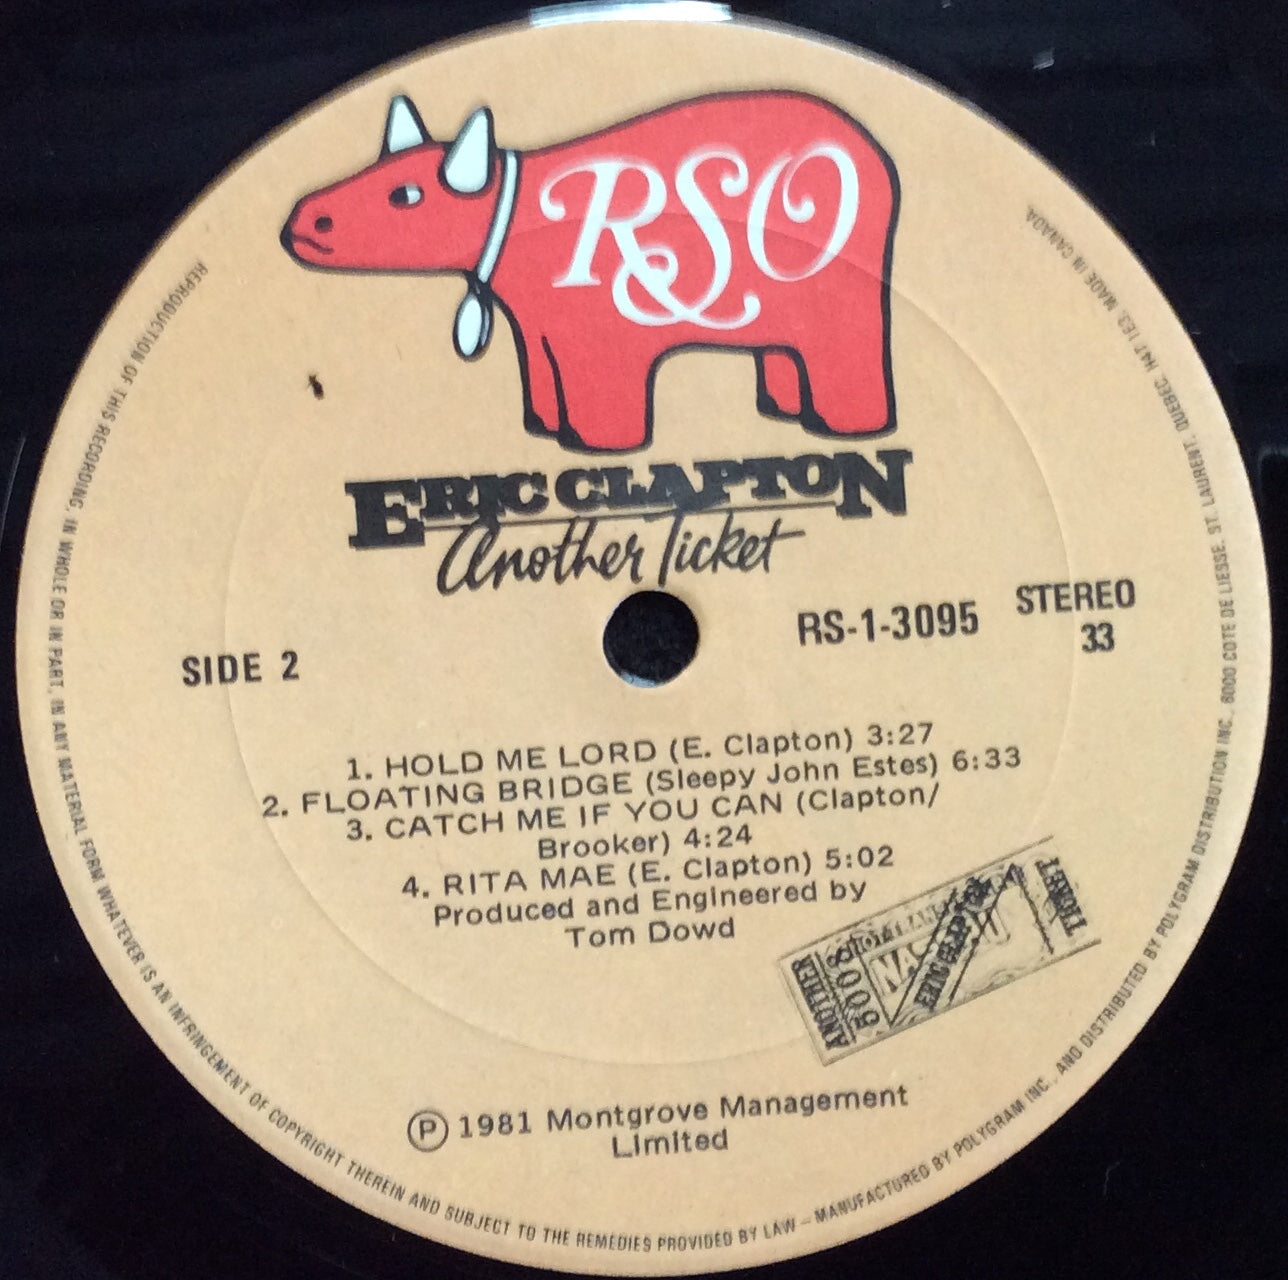 RSO
ERIC CLAPTON
Another Ticket
SIDE 2
RS-1-3095
STEREO
33
1. HOLD ME LORD (E. Clapton) 3:27
2. FLOATING BRIDGE (Sleepy John Estes) 6:33
3. CATCH ME IF YOU CAN (Clapton/
Brooker) 4:24
4. RITA MAE (E. Clapton) 5:02
Produced and Engineered by
Tom Dowd
ANOTHER
5008
ERIC CLAPTON
TICKET
Ⓟ 1981 Montgrove Management
Limited
REPRODUCTION OF THIS RECORDING, IN WHOLE OR IN PART, IN ANY MATERIAL FORM WHATEVER IS AN INFRINGEMENT OF COPYRIGHT THEREIN AND SUBJECT TO THE REMEDIES PROVIDED BY LAW – MANUFACTURED BY POLYGRAM INC., AND DISTRIBUTED BY POLYGRAM DISTRIBUTION INC. 6000 COTE DE LIESSE, ST. LAURENT, QUEBEC, H4T 1E3. MADE IN CANADA.